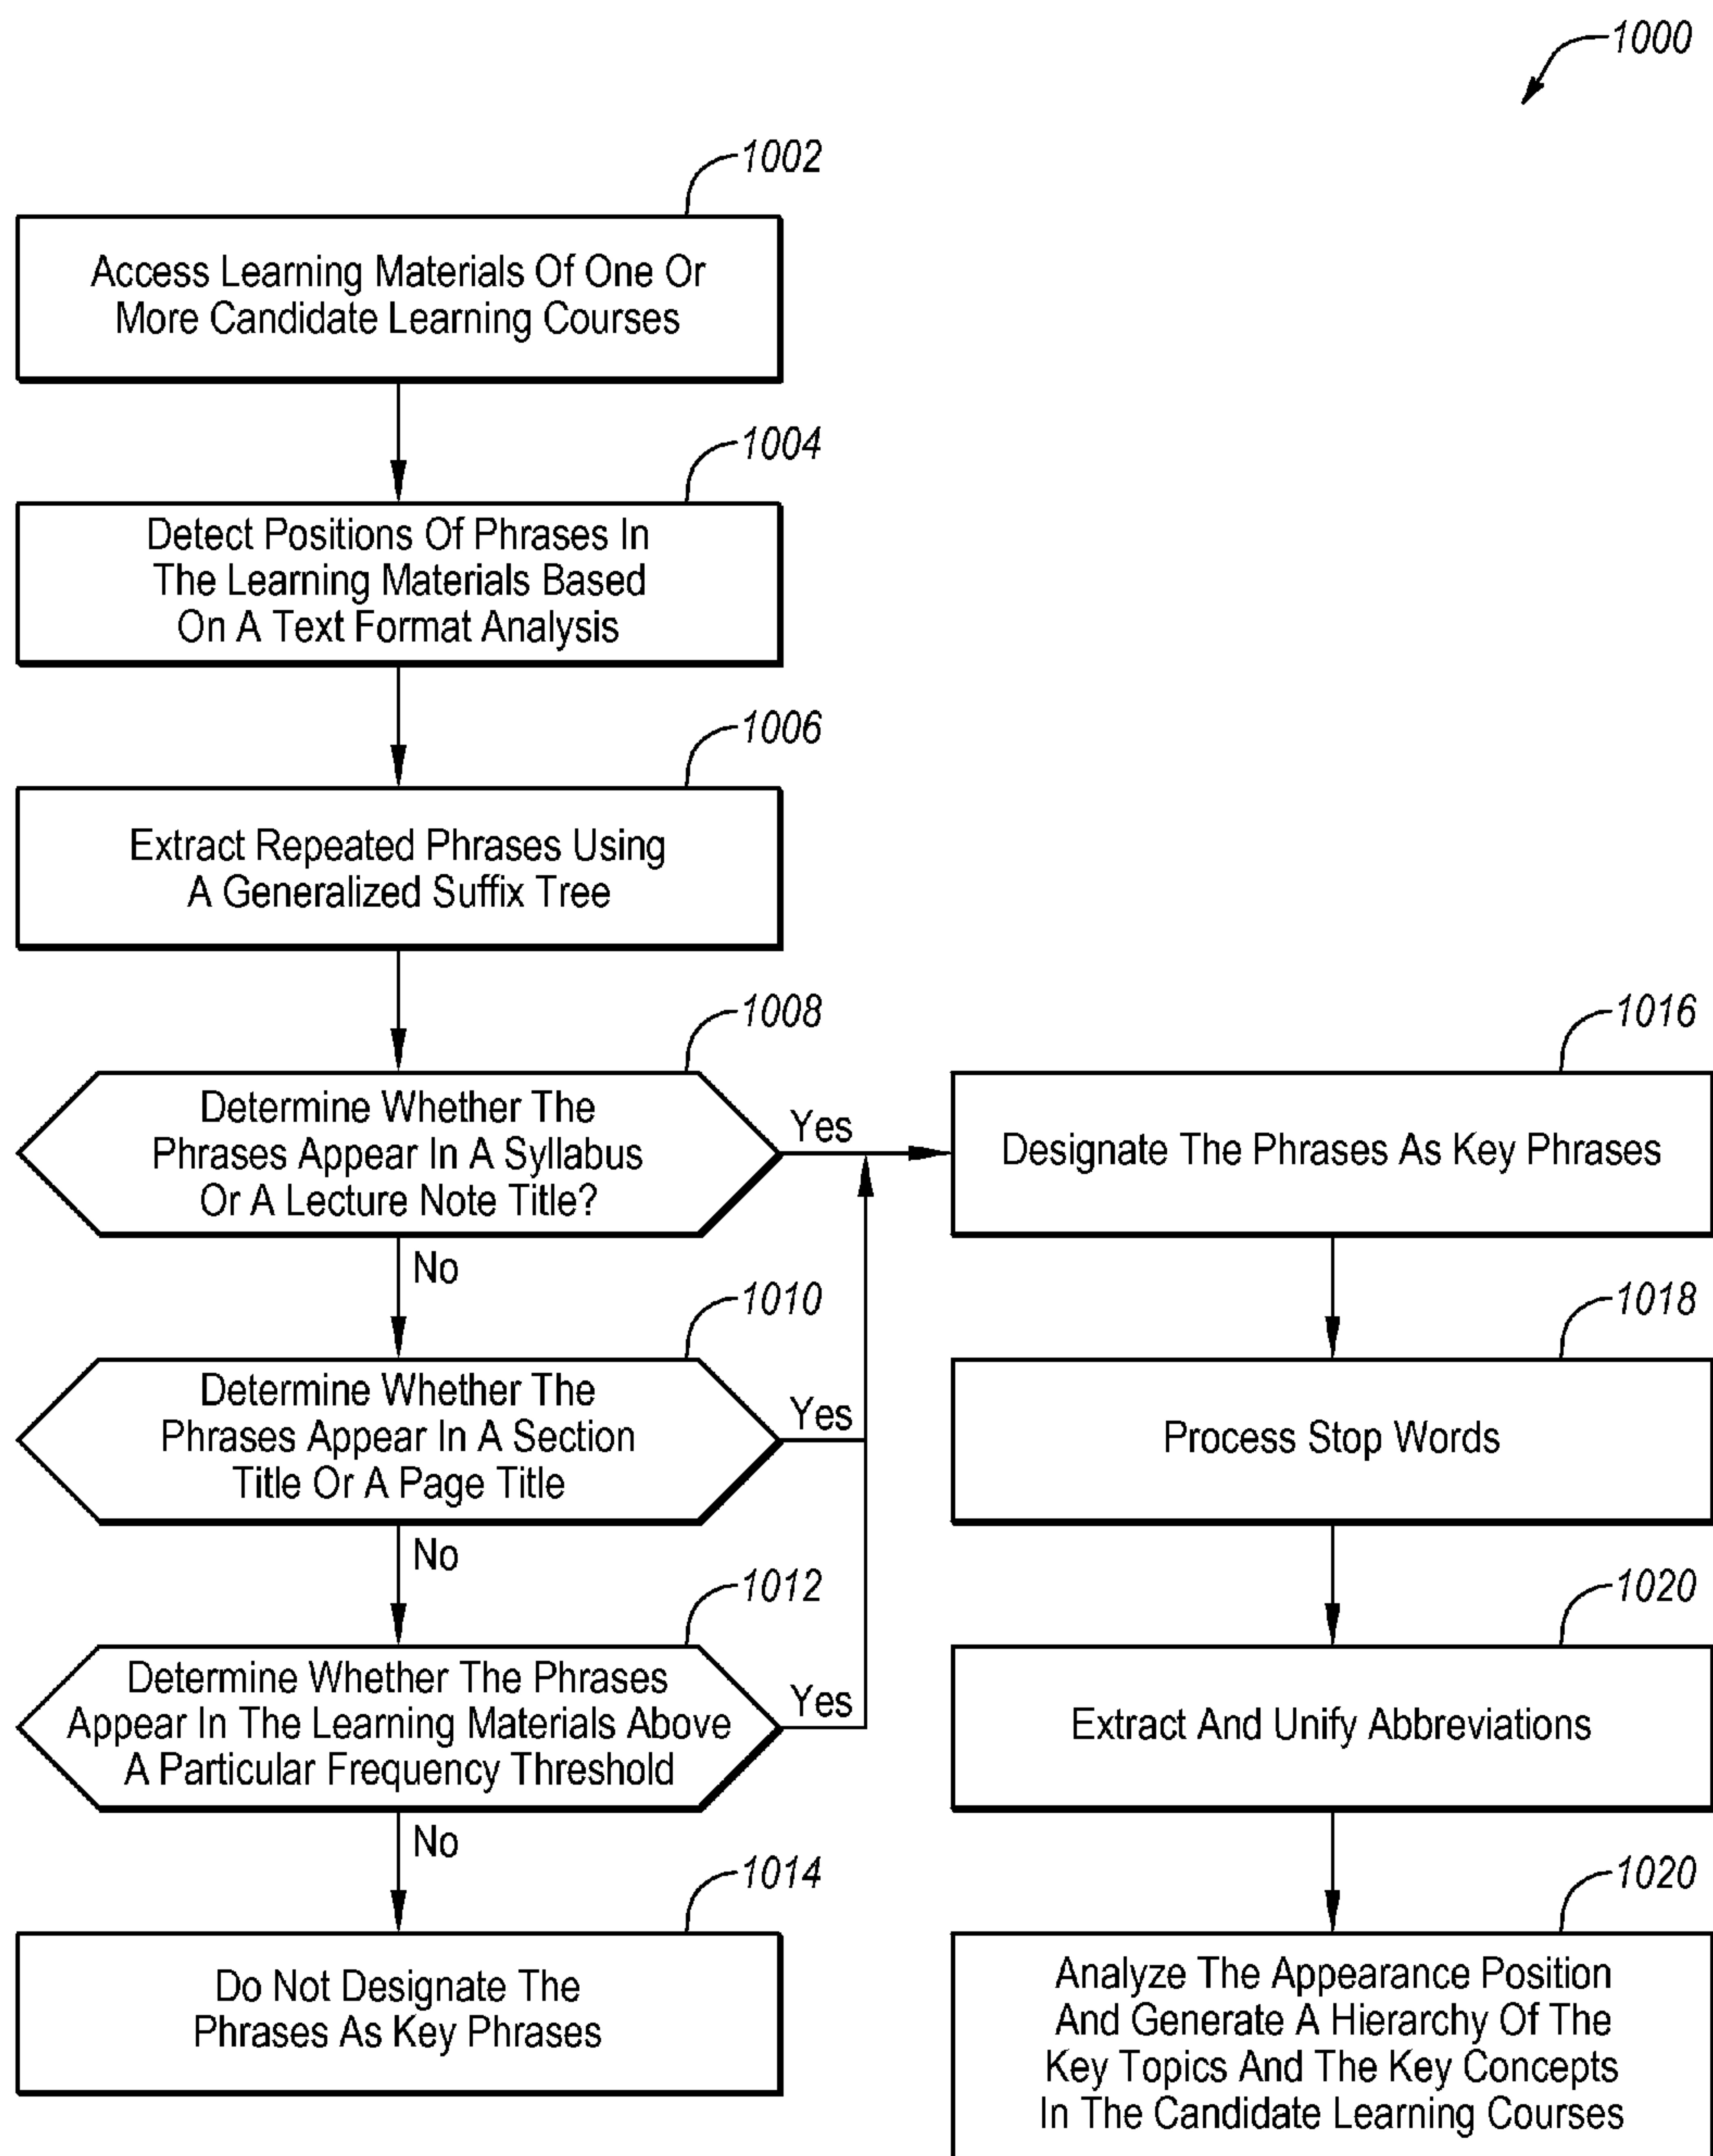 1000
1002
Access Learning Materials Of One Or
More Candidate Learning Courses
1004
Detect Positions Of Phrases In
The Learning Materials Based
On A Text Format Analysis
1006
Extract Repeated Phrases Using
A Generalized Suffix Tree
1008
Determine Whether The
Phrases Appear In A Syllabus
Or A Lecture Note Title?
Yes
No
1010
Determine Whether The
Phrases Appear In A Section
Title Or A Page Title
Yes
No
1012
Determine Whether The Phrases
Appear In The Learning Materials Above
A Particular Frequency Threshold
Yes
No
1014
Do Not Designate The
Phrases As Key Phrases
1016
Designate The Phrases As Key Phrases
1018
Process Stop Words
1020
Extract And Unify Abbreviations
1020
Analyze The Appearance Position
And Generate A Hierarchy Of The
Key Topics And The Key Concepts
In The Candidate Learning Courses